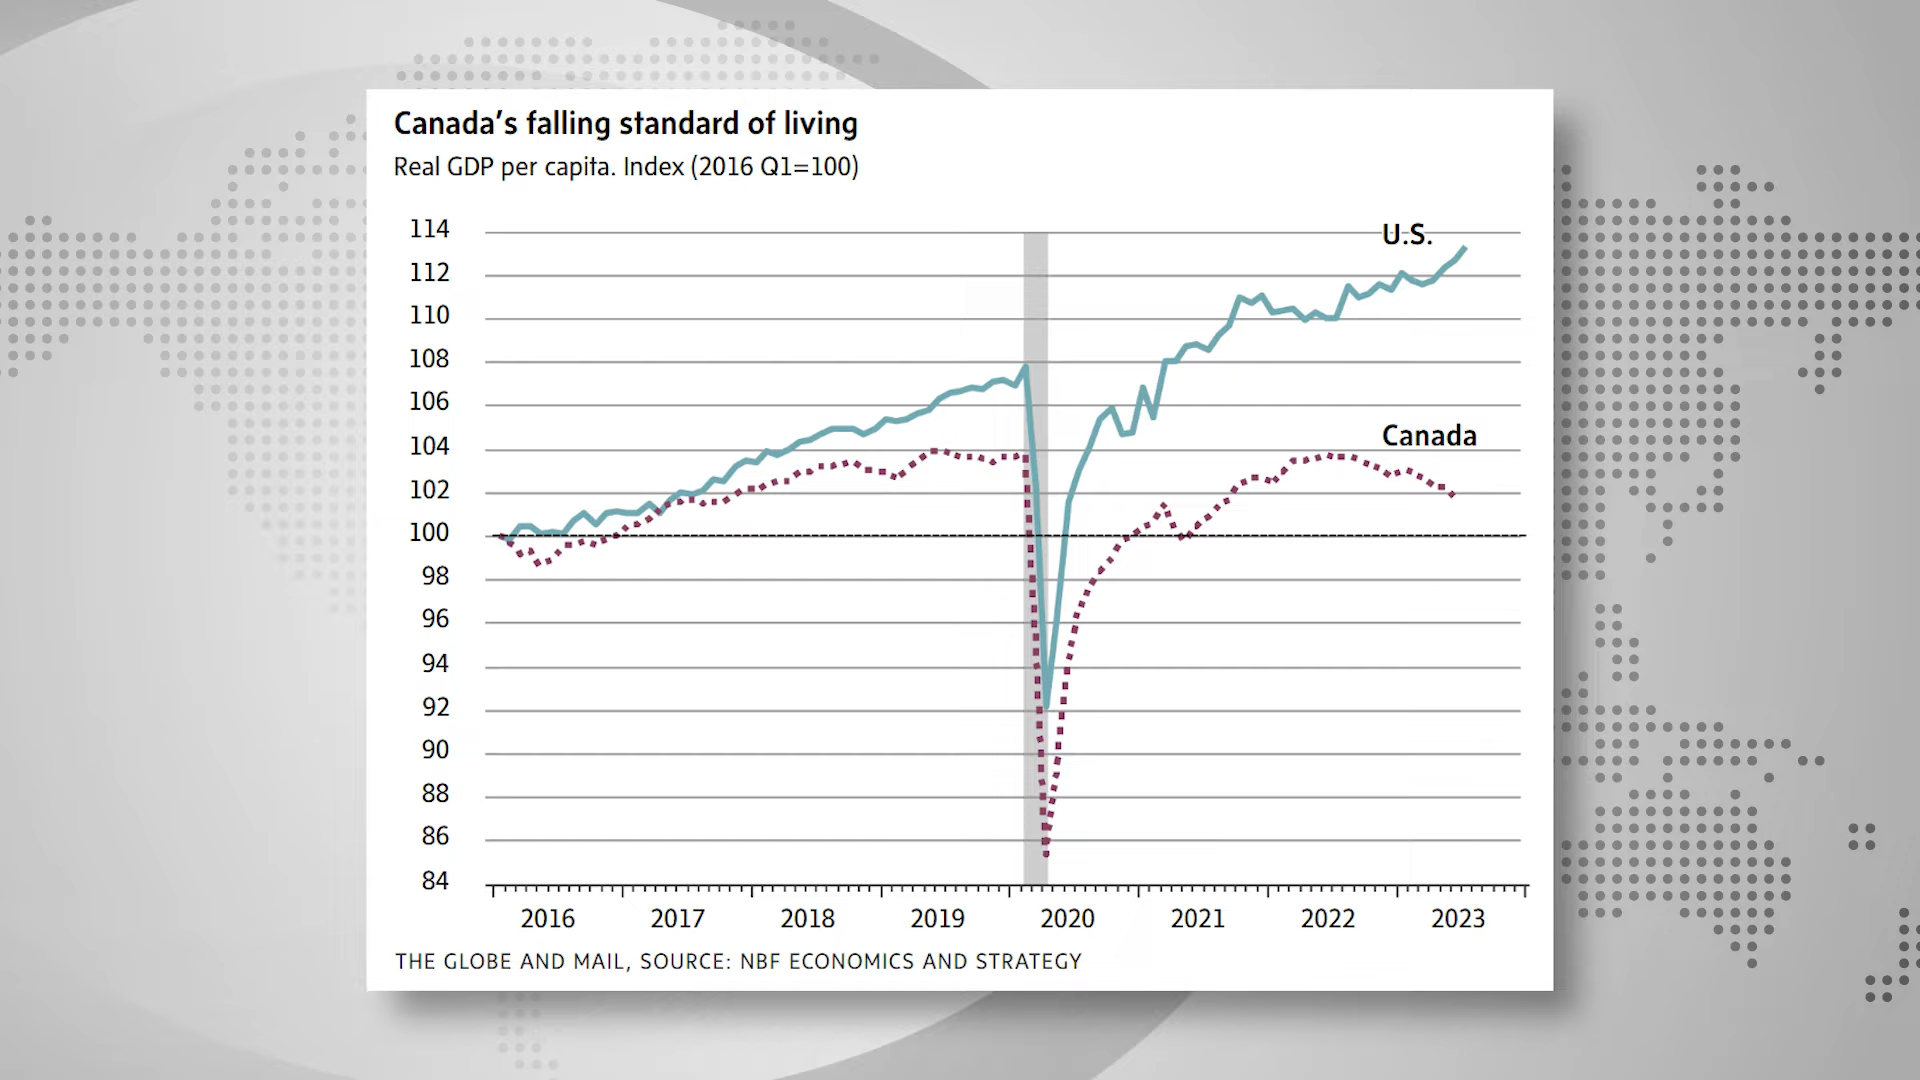 Canada's falling standard of living
Real GDP per capita. Index (2016 Q1=100)
114
112
110
108
106
104
102
100
98
96
94
92
90
88
86
84
U.S.
Canada
2016 2017 2018 2019 2020 2021 2022 2023
THE GLOBE AND MAIL, SOURCE: NBF ECONOMICS AND STRATEGY